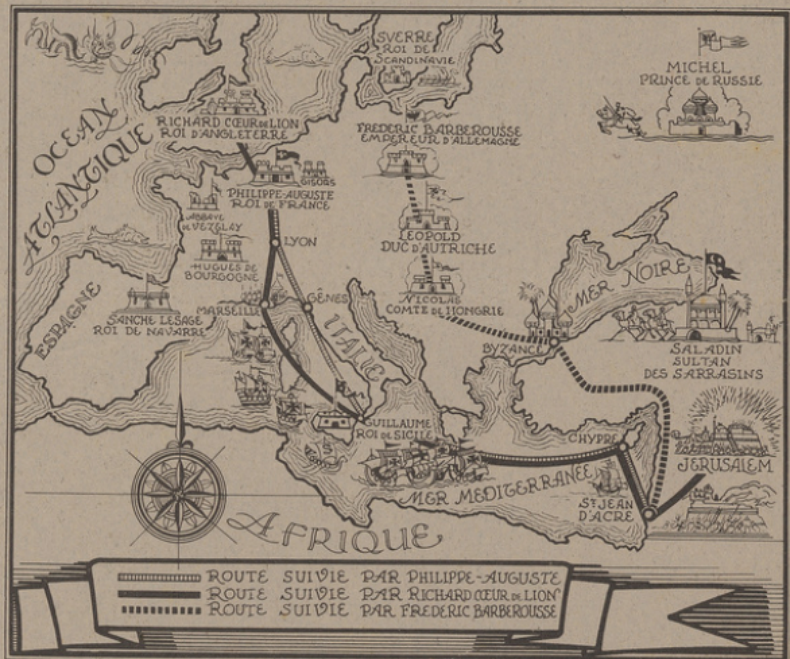 SVERRE
ROI DE
SCANDINAVIE
MICHEL
PRINCE DE RUSSIE
OCEAN
ATLANTIQUE
RICHARD CŒUR DE LION
ROI D'ANGLETERRE
FREDERIC BARBEROUSSE
EMPEREUR D'ALLEMAGNE
GISORS
PHILIPPE-AUGUSTE
ROI DE FRANCE
ABBAYE
DE VEZELAY
LEOPOLD
DUC D'AUTRICHE
LYON
HUGUES DE
BOURGOGNE
MER NOIRE
ESPAGNE
MARSEILLE
GÊNES
NICOLAS
COMTE DE HONGRIE
SANCHE LESAGE
ROI DE NAVARRE
ITALIE
BYZANCE
SALADIN
SULTAN
DES SARRASINS
GUILLAUME
ROI DE SICILE
CHYPRE
JERUSALEM
MER MEDITERRANEE
ST JEAN
D'ACRE
AFRIQUE
ROUTE SUIVIE PAR PHILIPPE-AUGUSTE
ROUTE SUIVIE PAR RICHARD CŒUR DE LION
ROUTE SUIVIE PAR FREDERIC BARBEROUSSE